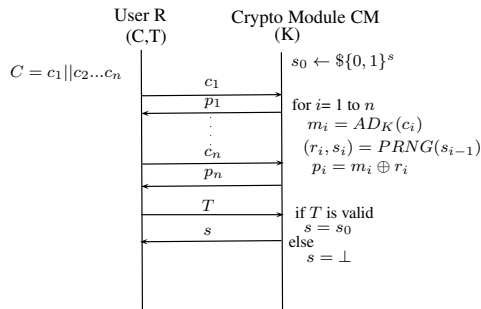 User R
(C,T)
Crypto Module CM
(K)
s₀ ← ${0, 1}ˢ
C = c₁||c₂...cₙ
c₁
p₁
for i= 1 to n
mᵢ = AD_K(cᵢ)
(rᵢ, sᵢ) = PRNG(sᵢ₋₁)
cₙ
pᵢ = mᵢ ⊕ rᵢ
pₙ
T
if T is valid
s = s₀
s
else
s = ⊥